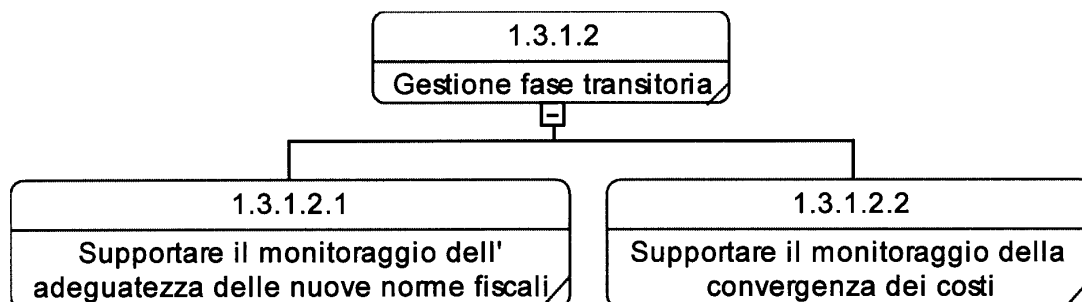 1.3.1.2
Gestione fase transitoria
1.3.1.2.1
Supportare il monitoraggio dell'
adeguatezza delle nuove norme fiscali
1.3.1.2.2
Supportare il monitoraggio della
convergenza dei costi